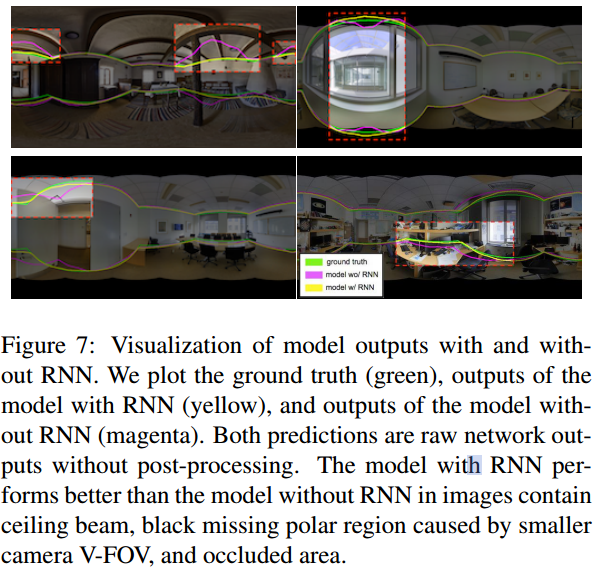 ground truth
model wo/ RNN
model w/ RNN
Figure 7: Visualization of model outputs with and with-
out RNN. We plot the ground truth (green), outputs of the
model with RNN (yellow), and outputs of the model with-
out RNN (magenta). Both predictions are raw network out-
puts without post-processing. The model with RNN per-
forms better than the model without RNN in images contain
ceiling beam, black missing polar region caused by smaller
camera V-FOV, and occluded area.